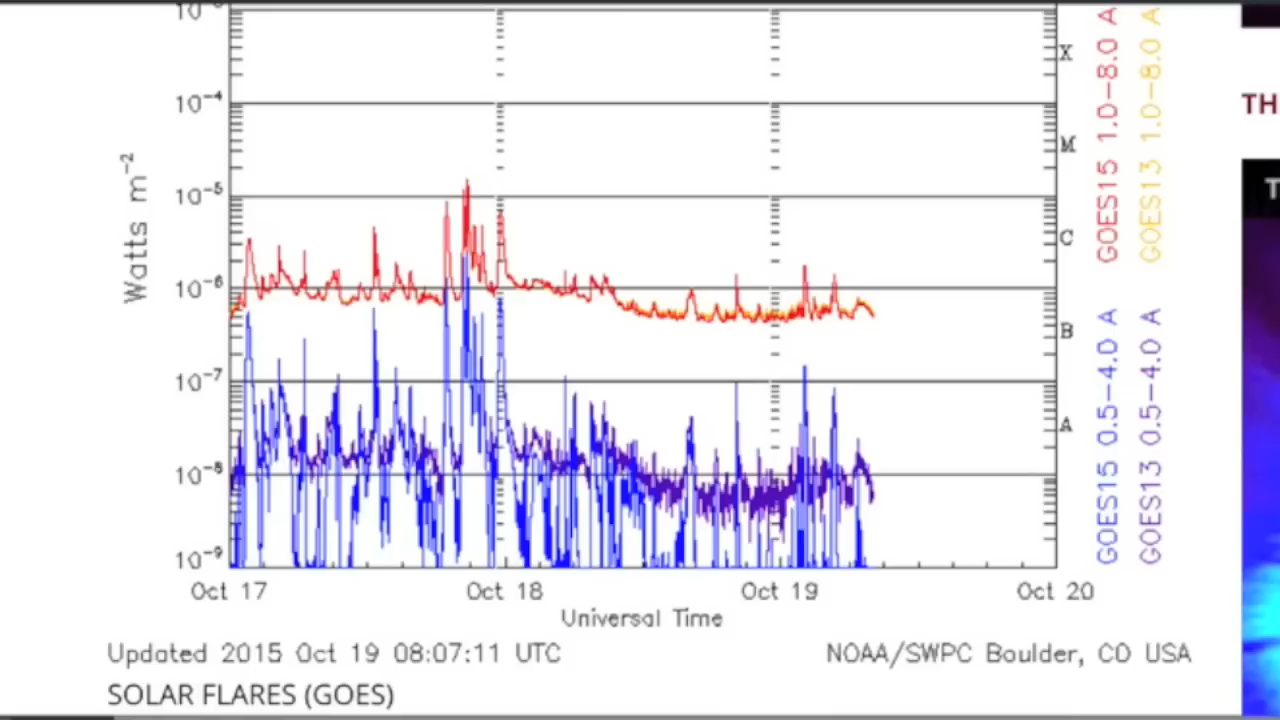 10⁻⁴
10⁻⁵
10⁻⁶
10⁻⁷
10⁻⁸
10⁻⁹
Watts m⁻²
X
M
C
B
A
GOES15 1.0-8.0 A
GOES13 1.0-8.0 A
GOES15 0.5-4.0 A
GOES13 0.5-4.0 A
Oct 17
Oct 18
Oct 19
Oct 20
Universal Time
Updated 2015 Oct 19 08:07:11 UTC
NOAA/SWPC Boulder, CO USA
SOLAR FLARES (GOES)
TH
T